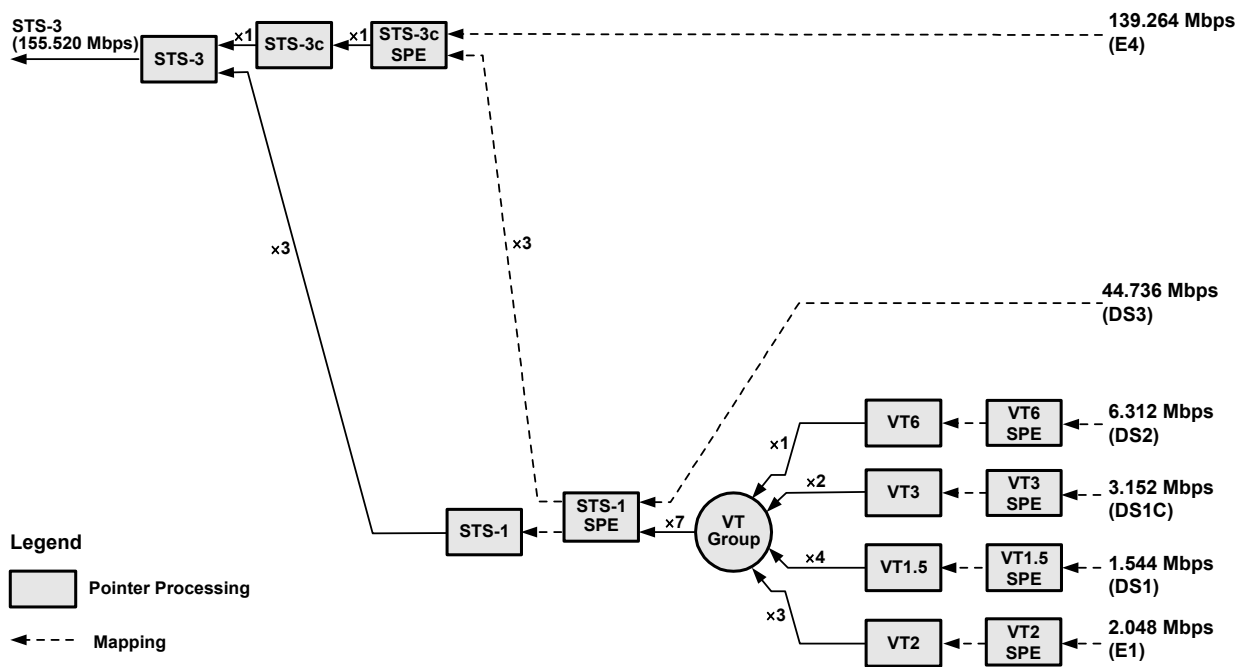 STS-3
(155.520 Mbps)
STS-3
×1
STS-3c
×1
STS-3c
SPE
139.264 Mbps
(E4)
×3
×3
44.736 Mbps
(DS3)
6.312 Mbps
(DS2)
VT6
SPE
VT6
×1
3.152 Mbps
(DS1C)
VT3
SPE
VT3
×2
STS-1
STS-1
SPE
×7
VT
Group
×4
VT1.5
VT1.5
SPE
1.544 Mbps
(DS1)
×3
VT2
VT2
SPE
2.048 Mbps
(E1)
Legend
Pointer Processing
Mapping